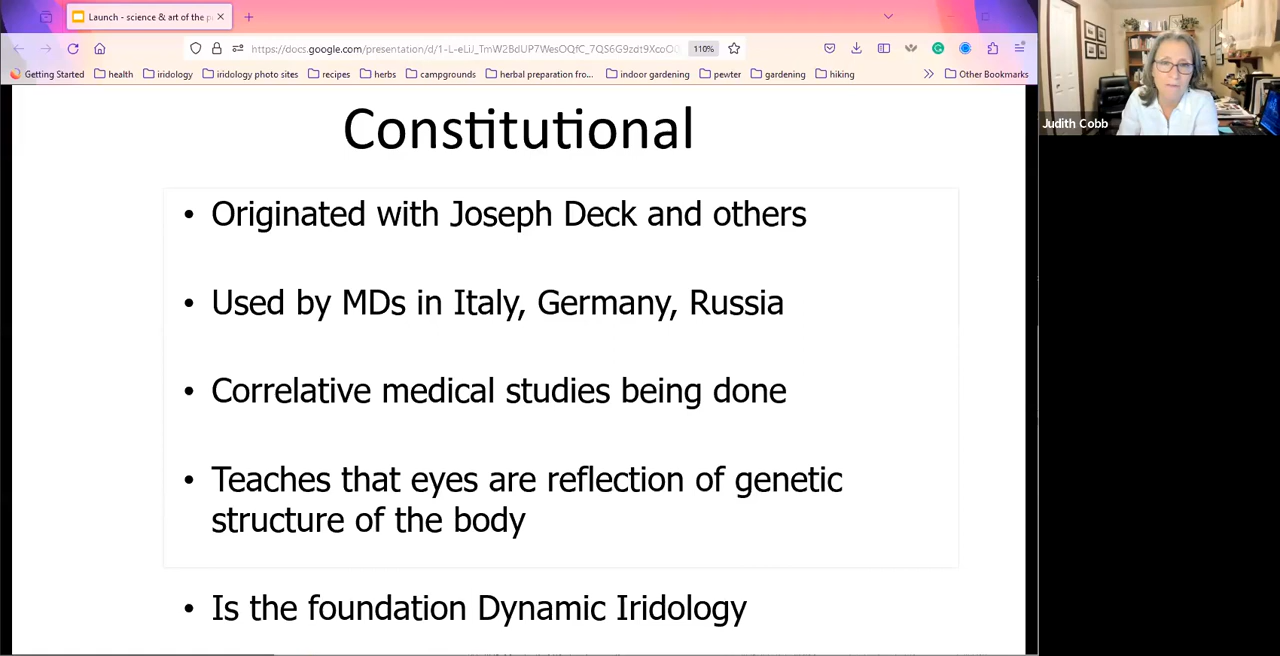 Launch - science & art of the p
https://docs.google.com/presentation/d/
110%
Getting Started health iridology iridology photo sites recipes herbs campgrounds herbal preparation fro... indoor gardening pewter gardening hiking Other Bookmarks
Judith Cobb
Constitutional
• Originated with Joseph Deck and others
• Used by MDs in Italy, Germany, Russia
• Correlative medical studies being done
• Teaches that eyes are reflection of genetic
structure of the body
• Is the foundation Dynamic Iridology